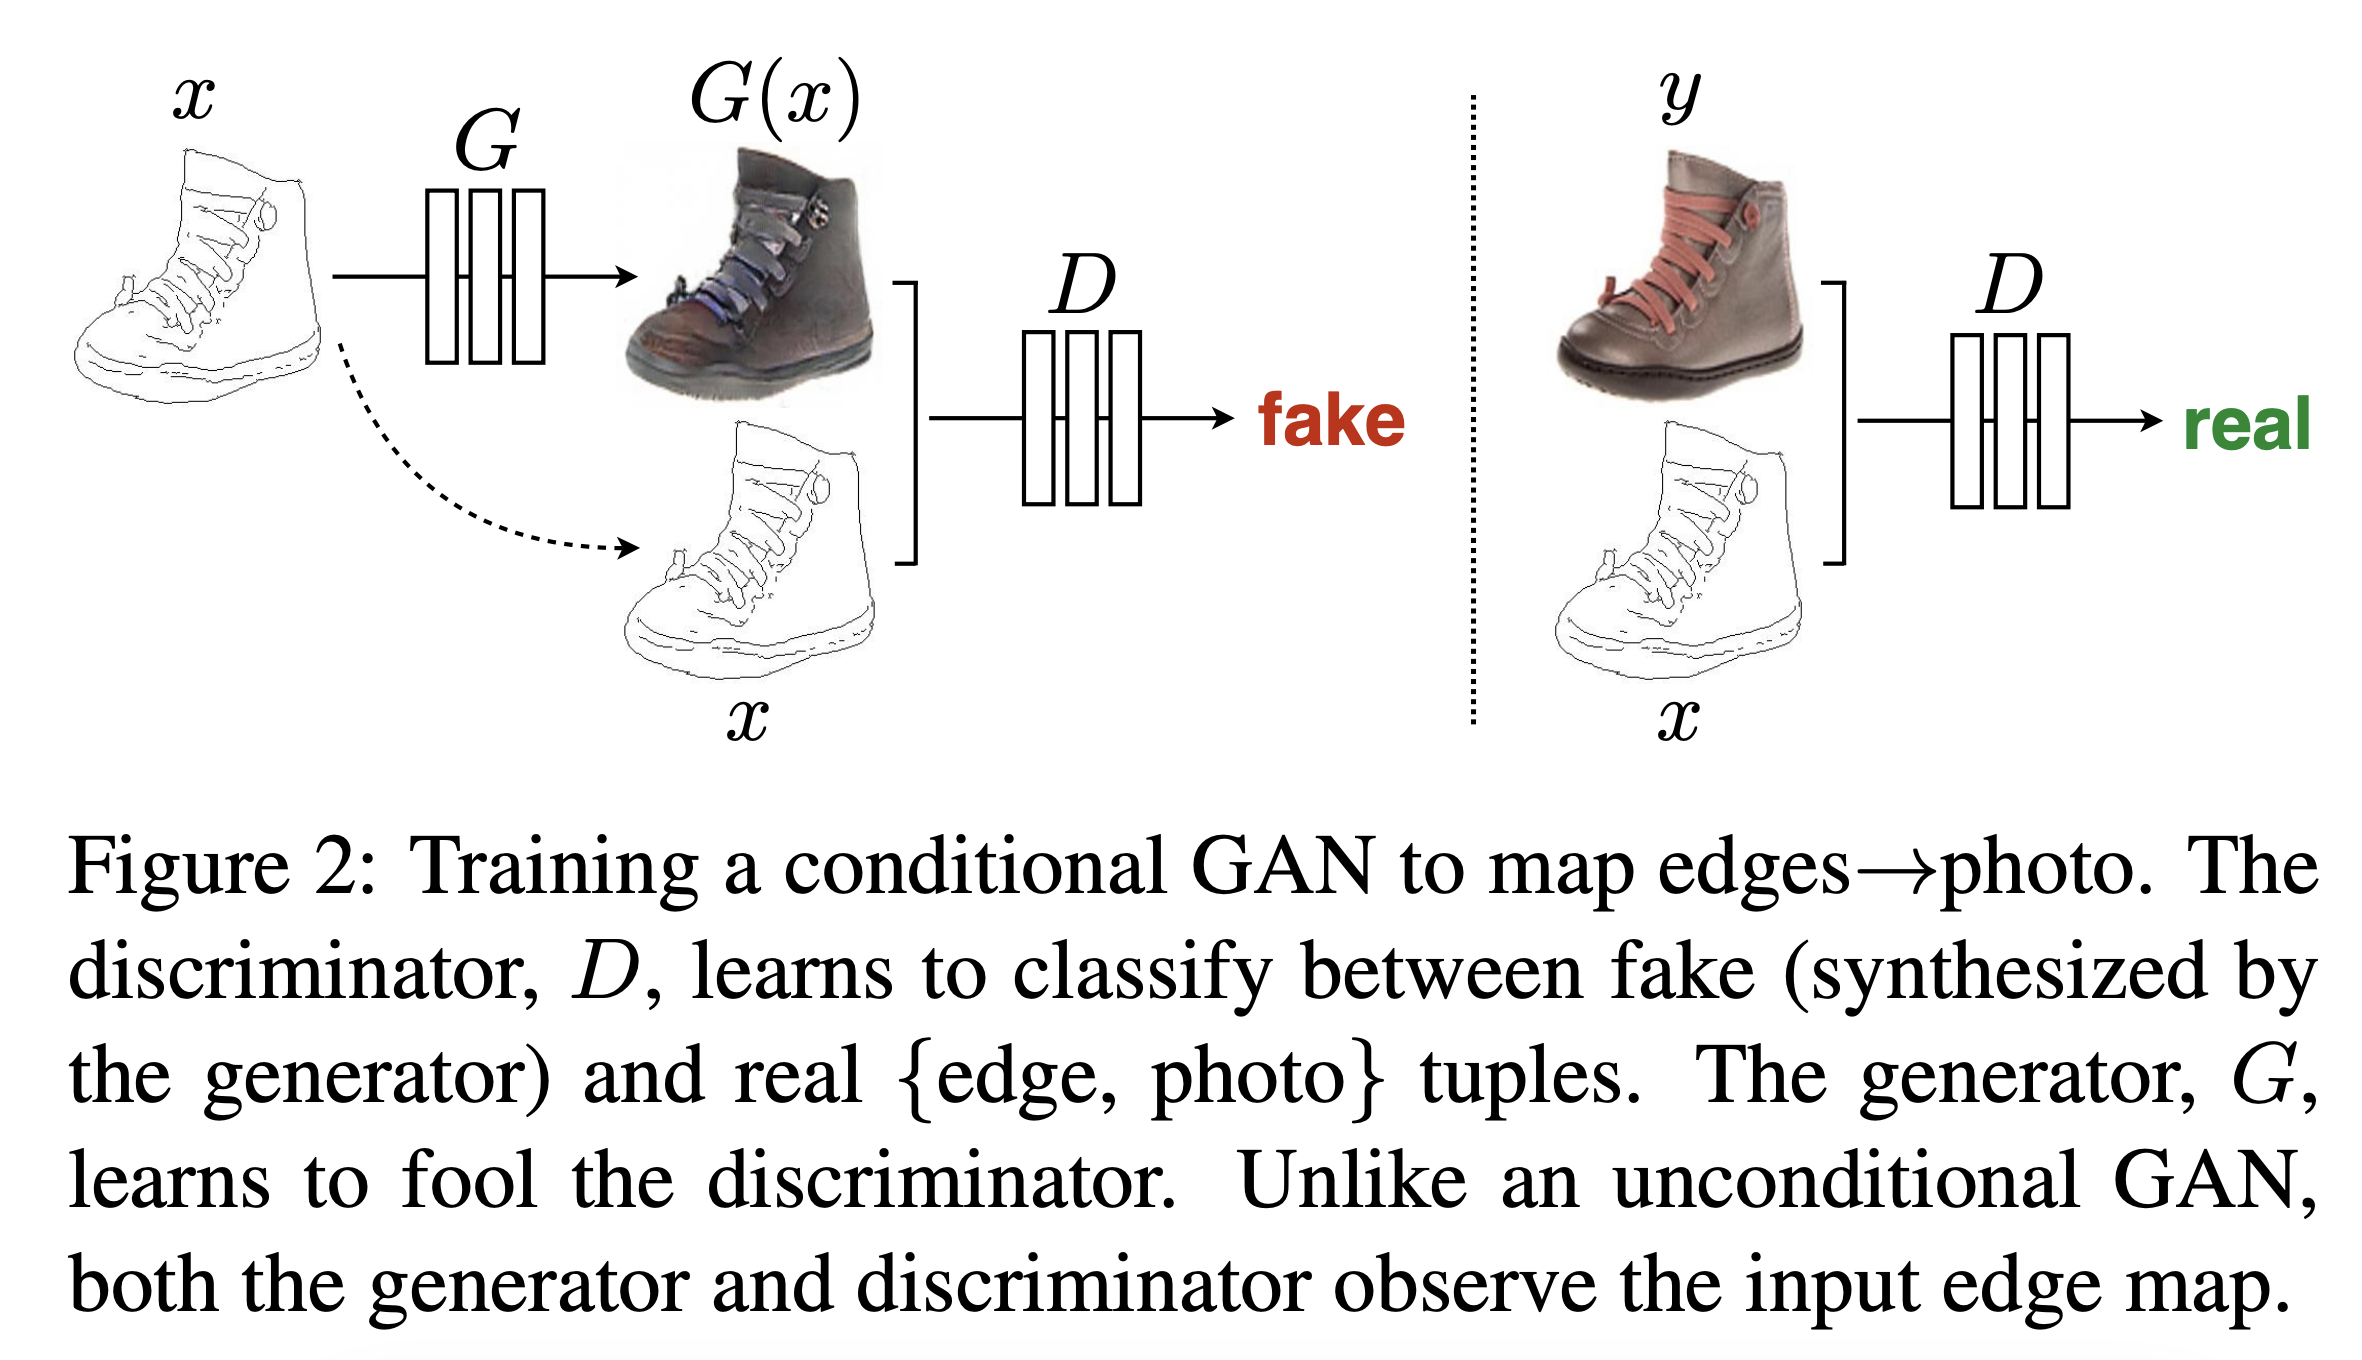 x
G
G(x)
D
fake
x
y
D
real
x
Figure 2: Training a conditional GAN to map edges→photo. The
discriminator, D, learns to classify between fake (synthesized by
the generator) and real {edge, photo} tuples. The generator, G,
learns to fool the discriminator. Unlike an unconditional GAN,
both the generator and discriminator observe the input edge map.